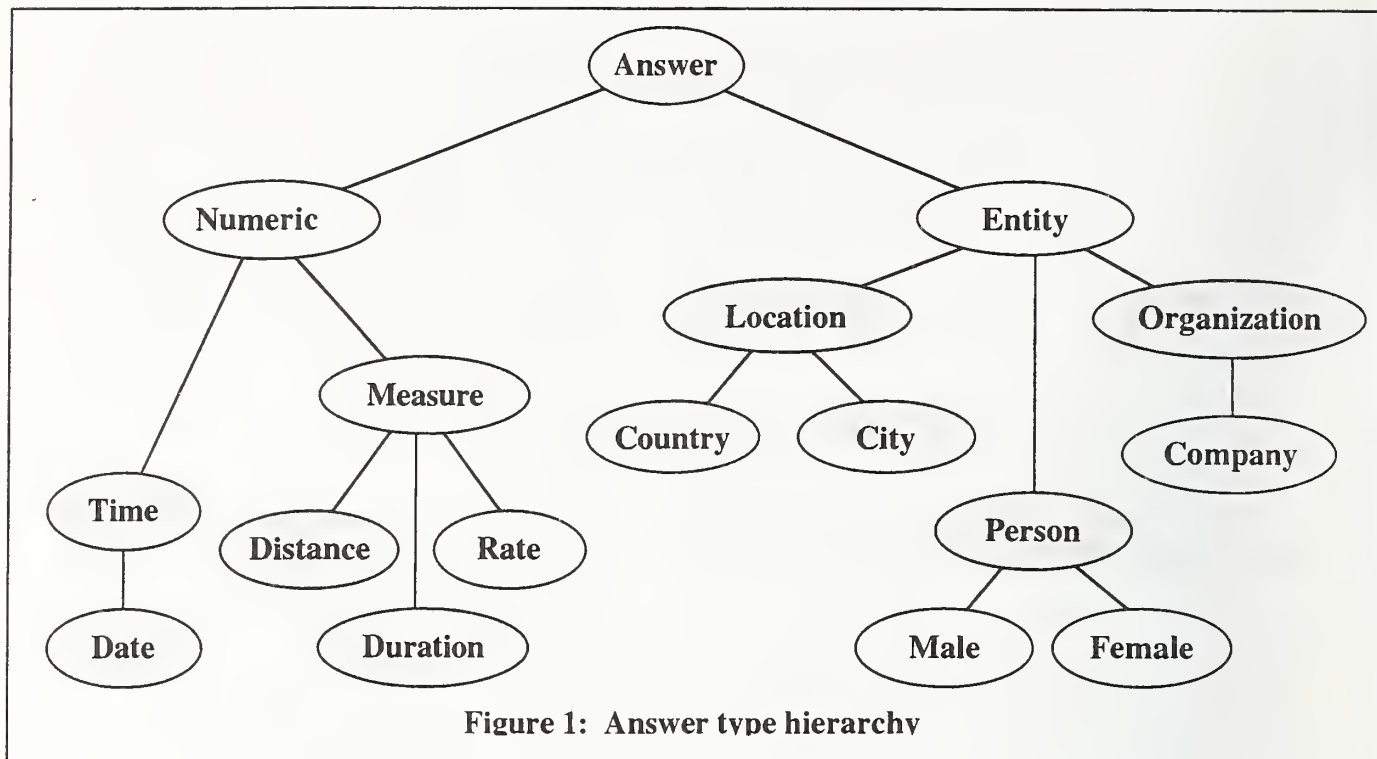 Answer
Numeric
Entity
Location
Organization
Measure
Country
City
Company
Time
Distance
Rate
Person
Date
Duration
Male
Female
Figure 1: Answer type hierarchy